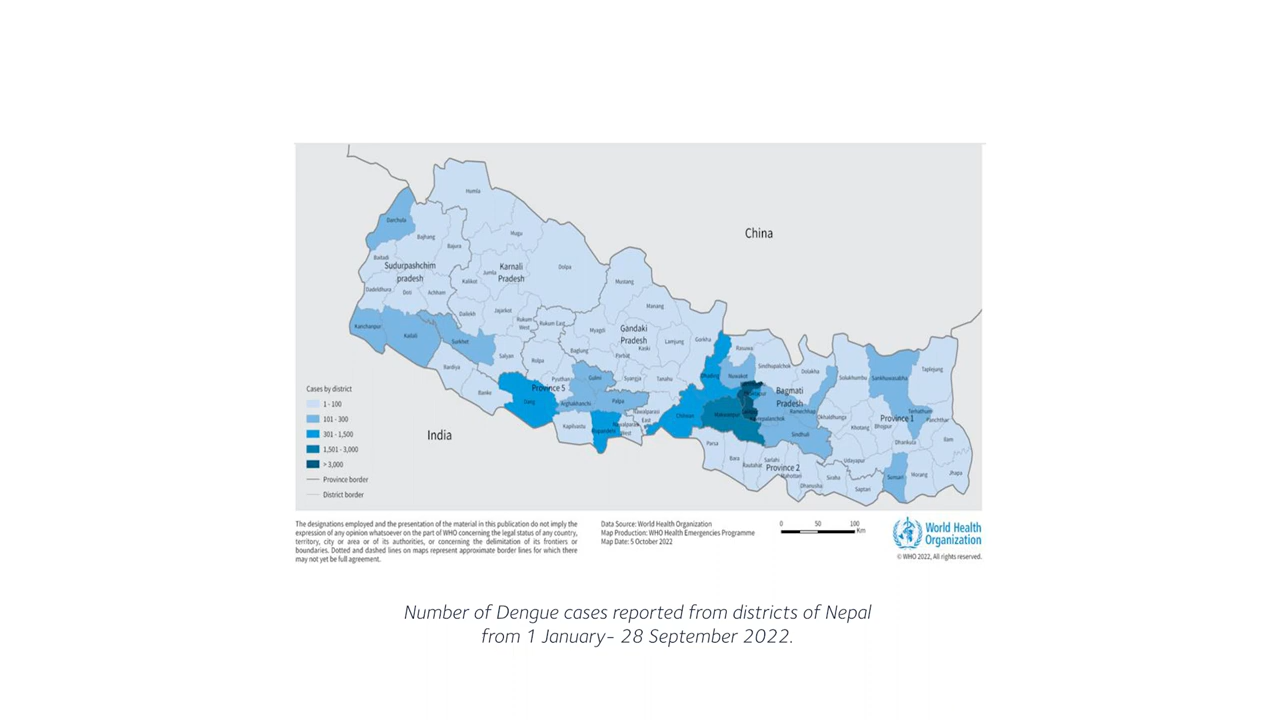 Humla
Darchula
Bajhang
Mugu
Bajura
China
Baitadi
Sudurpashchim
pradesh
Karnali
Pradesh
Dolpa
Jumla
Kalikot
Mustang
Dadeldhura
Doti
Achham
Manang
Dailekh
Jajarkot
Rukum
West
Rukum East
Kanchanpur
Kailali
Surkhet
Myagdi
Gandaki
Pradesh
Gorkha
Lamjung
Kaski
Parbat
Baglung
Rasuwa
Salyan
Rolpa
Sindhupalchok
Dolakha
Bardiya
Pyuthan
Gulmi
Syangja
Tanahu
Dhading
Nuwakot
Solukhumbu
Sankhuwasabha
Taplejung
Banke
Province 5
Bagmati
Pradesh
Dang
Arghakhanchi
Palpa
Chitwan
Makwanpur
Ramechhap
Okhaldhunga
Province 1
Terhathum
Panchthar
Nawalparasi
East
West
Kapilvastu
Rupandehi
Sindhuli
Khotang
Bhojpur
Dhankuta
Ilam
India
Parsa
Bara
Rautahat
Sarlahi
Province 2
Mahottari
Dhanusha
Siraha
Saptari
Udayapur
Sunsari
Morang
Jhapa
Cases by district
1 - 100
101 - 300
301 - 1,500
1,501 - 3,000
> 3,000
Province border
District border
The designations employed and the presentation of the material in this publication do not imply the
expression of any opinion whatsoever on the part of WHO concerning the legal status of any country,
territory, city or area or of its authorities, or concerning the delimitation of its frontiers or
boundaries. Dotted and dashed lines on maps represent approximate border lines for which there
may not yet be full agreement.
Data Source: World Health Organization
Map Production: WHO Health Emergencies Programme
Map Date: 5 October 2022
0 50 100
Km
World Health
Organization
© WHO 2022, All rights reserved.
Number of Dengue cases reported from districts of Nepal
from 1 January- 28 September 2022.